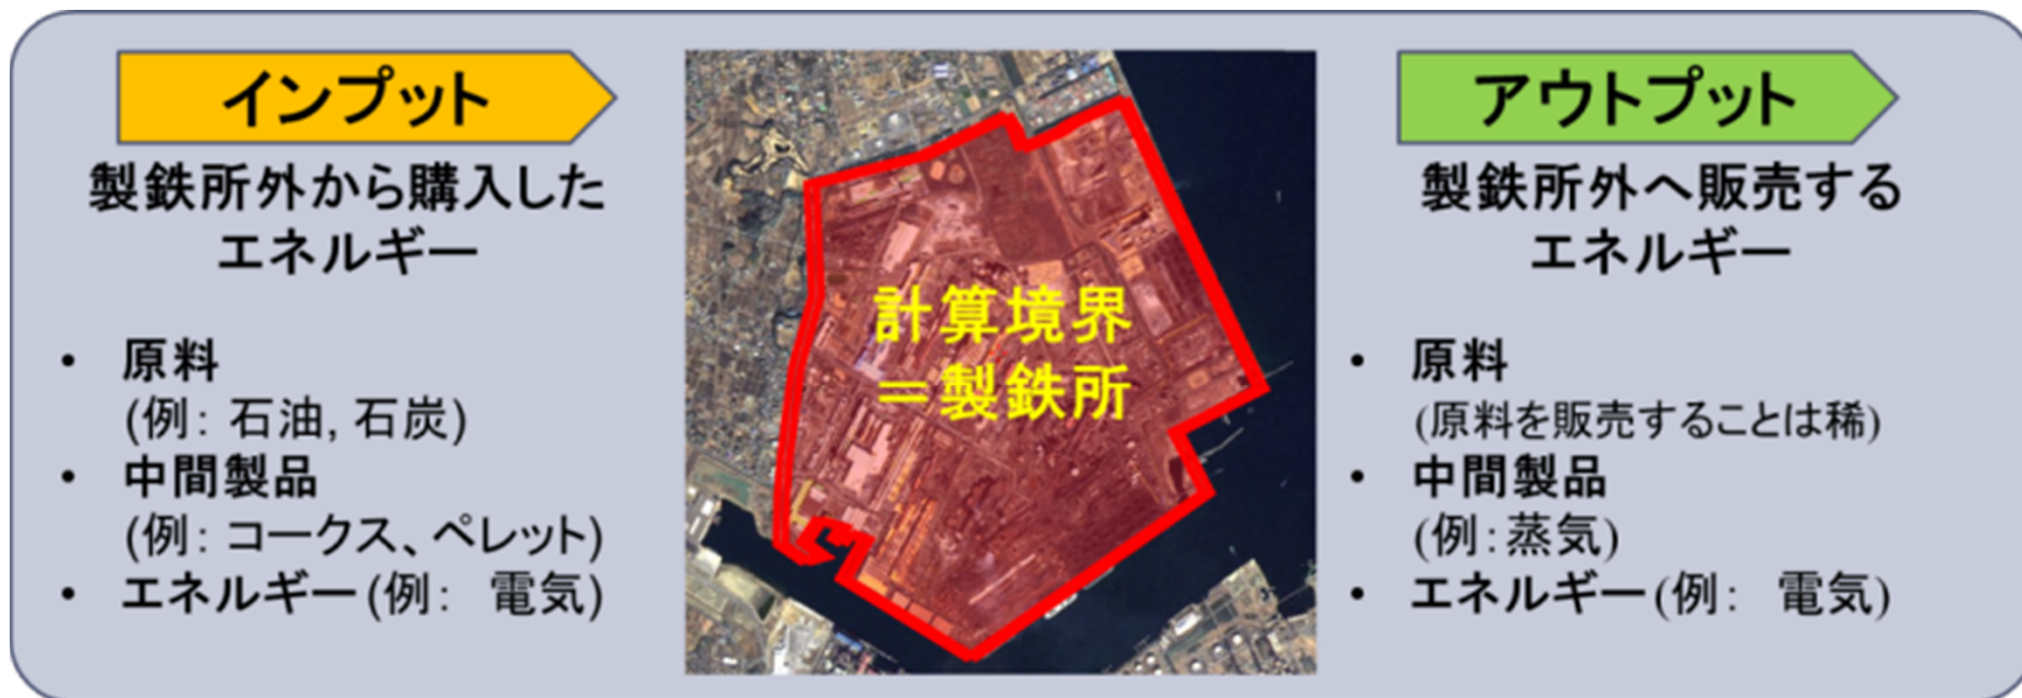 インプット
製鉄所外から購入した
エネルギー
• 原料
(例： 石油, 石炭)
• 中間製品
(例： コークス、ペレット)
• エネルギー(例： 電気)
計算境界
＝製鉄所
アウトプット
製鉄所外へ販売する
エネルギー
• 原料
(原料を販売することは稀)
• 中間製品
(例：蒸気)
• エネルギー(例： 電気)